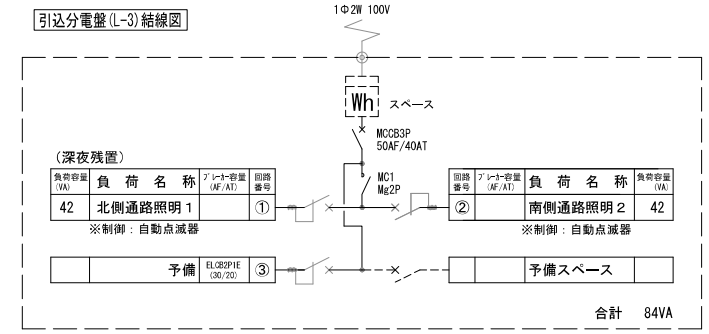 引込分電盤(L-3)結線図
1Φ2W 100V
Wh スペース
MCCB3P
50AF/40AT
MC1
Mg2P
(深夜残置)
負荷容量(VA) 負荷名称 ブレーカー容量(AF/AT) 回路番号
42 北側通路照明1 ①
※制御:自動点滅器
予備 ELCB2P1E (30/20) ③
回路番号 ブレーカー容量(AF/AT) 負荷名称 負荷容量(VA)
② 南側通路照明2 42
※制御:自動点滅器
予備スペース
合計 84VA